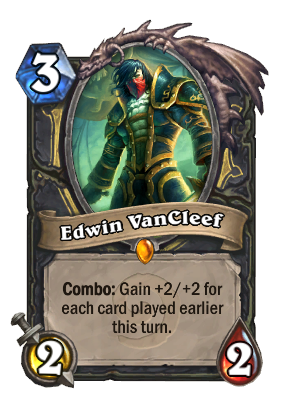 3
Edwin VanCleef
Combo: Gain +2/+2 for
each card played earlier
this turn.
2
2